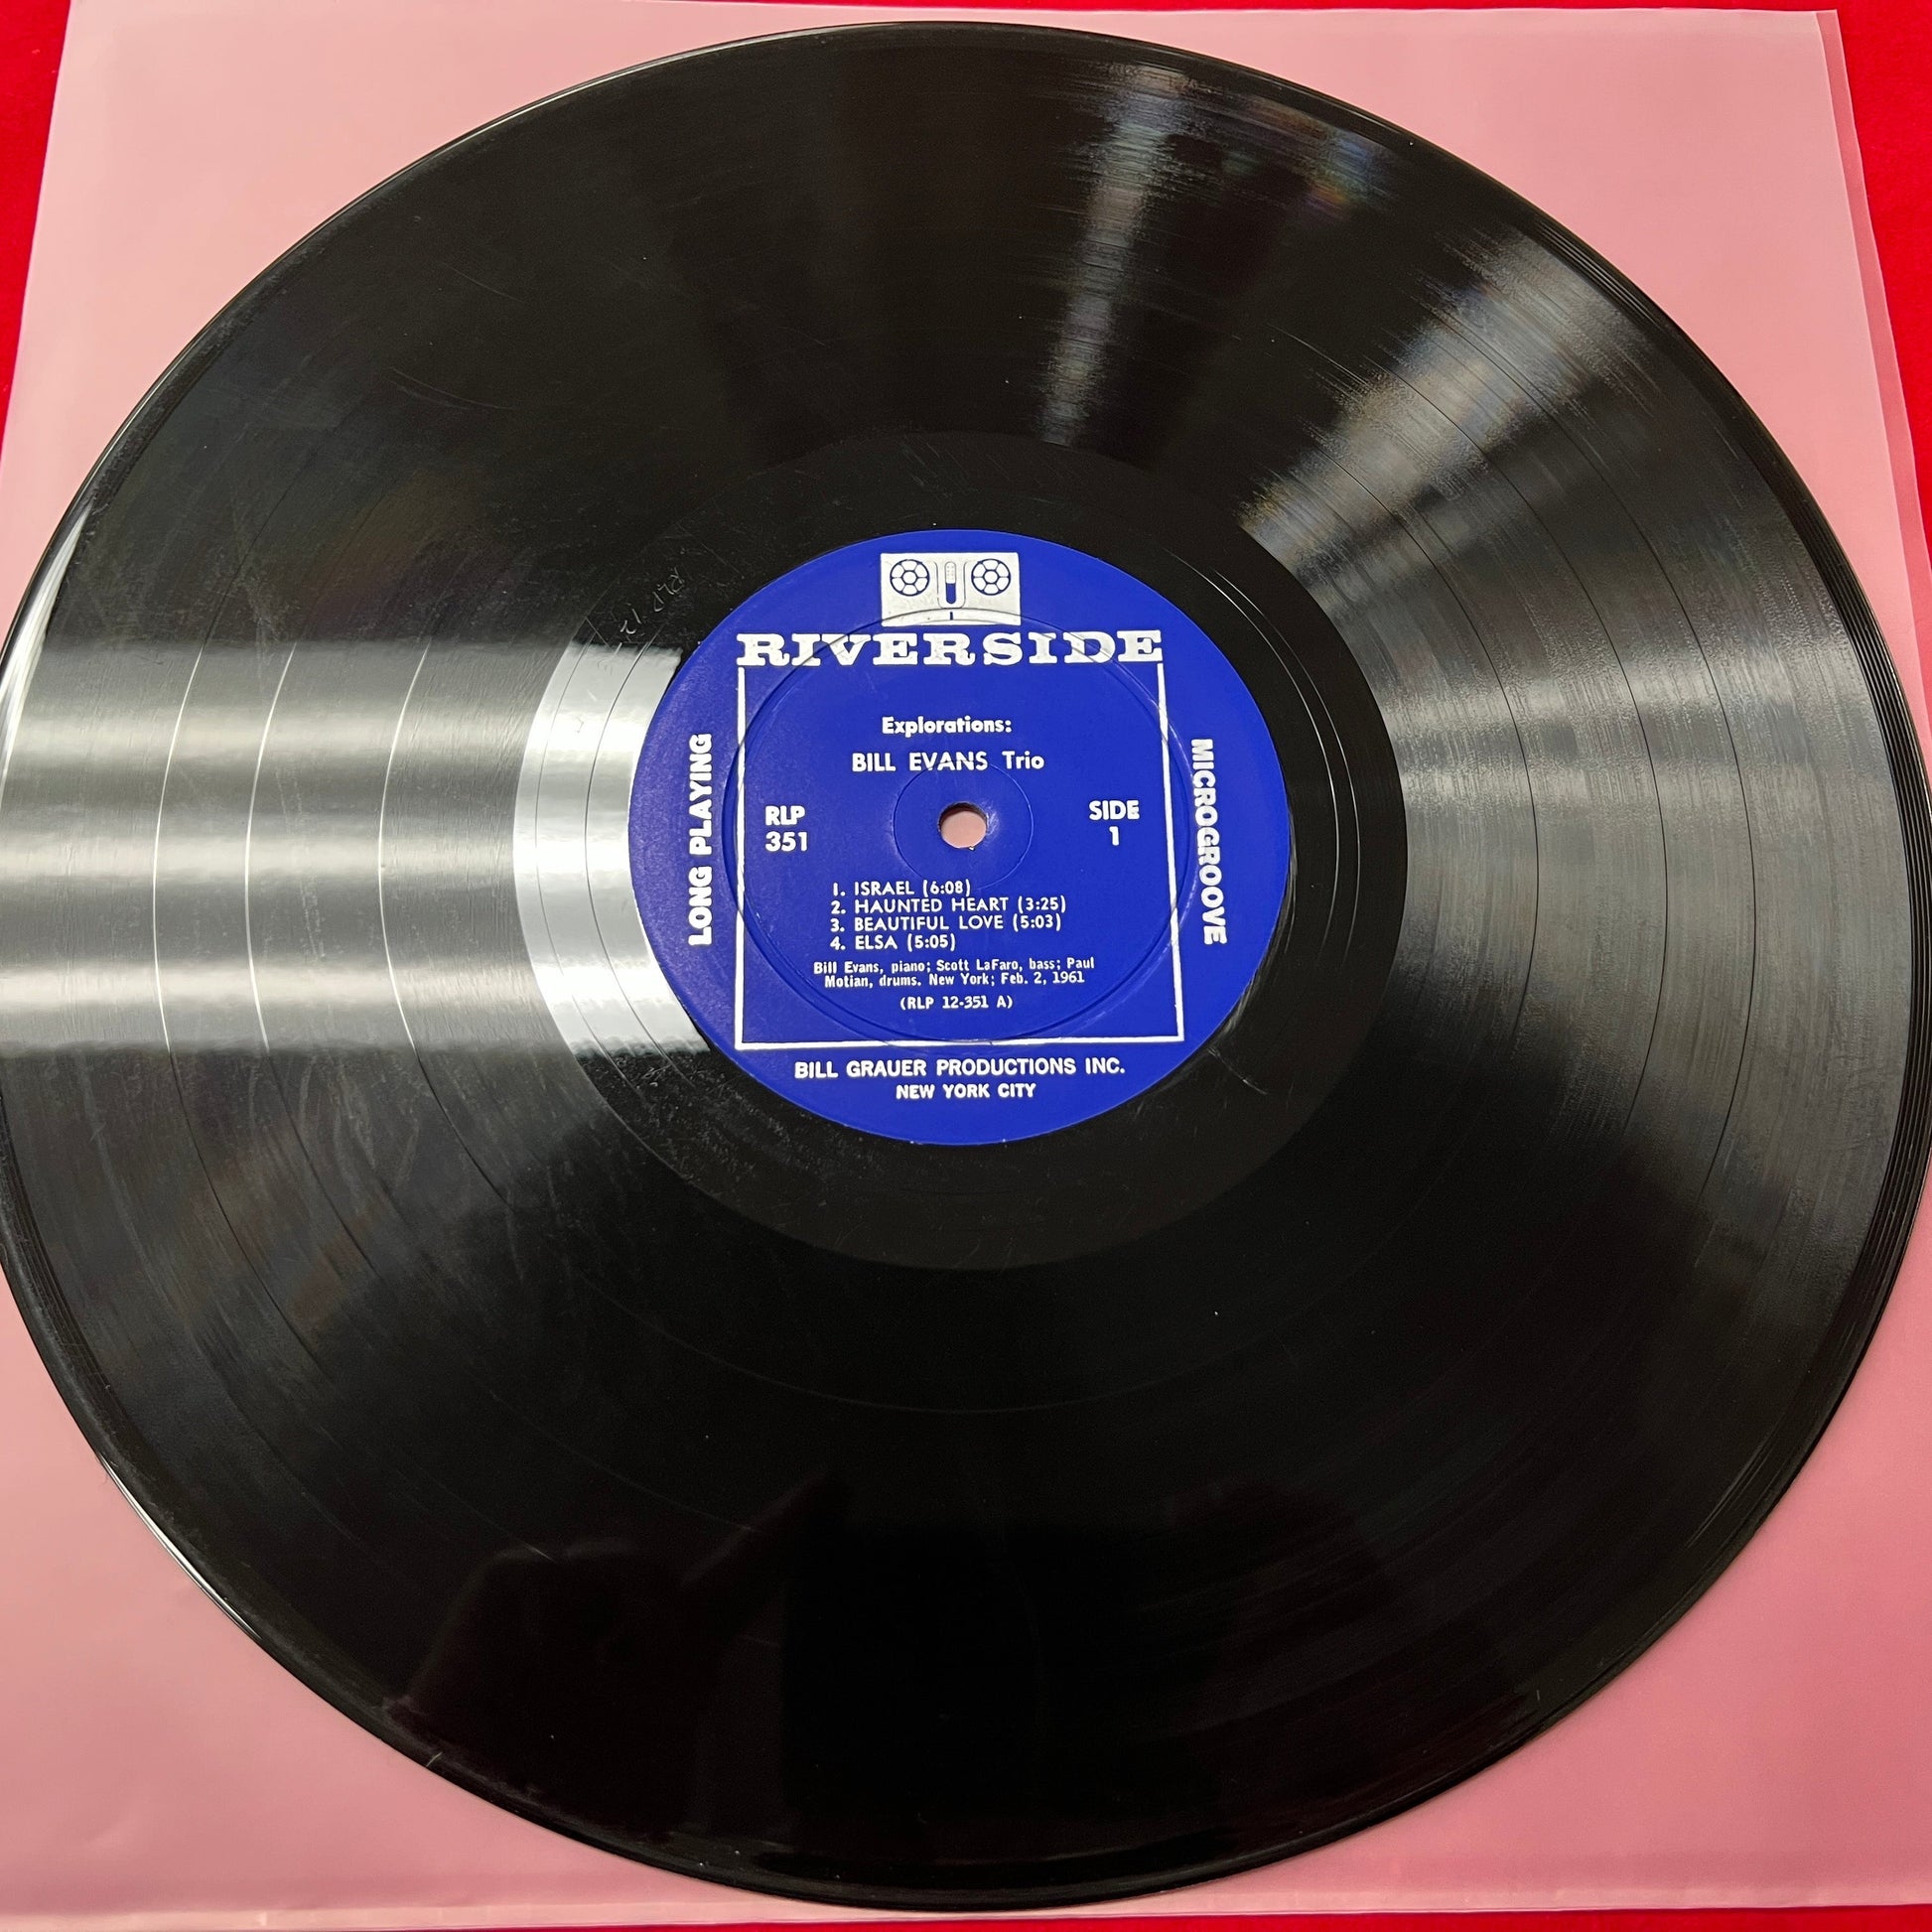 RIVERSIDE
Explorations:
BILL EVANS Trio
RLP
351
SIDE
1
LONG PLAYING
MICROGROOVE
1. ISRAEL (6:08)
2. HAUNTED HEART (3:25)
3. BEAUTIFUL LOVE (5:03)
4. ELSA (5:05)
Bill Evans, piano; Scott LaFaro, bass; Paul
Motian, drums. New York; Feb. 2, 1961
(RLP 12-351 A)
BILL GRAUER PRODUCTIONS INC.
NEW YORK CITY
RLP 12